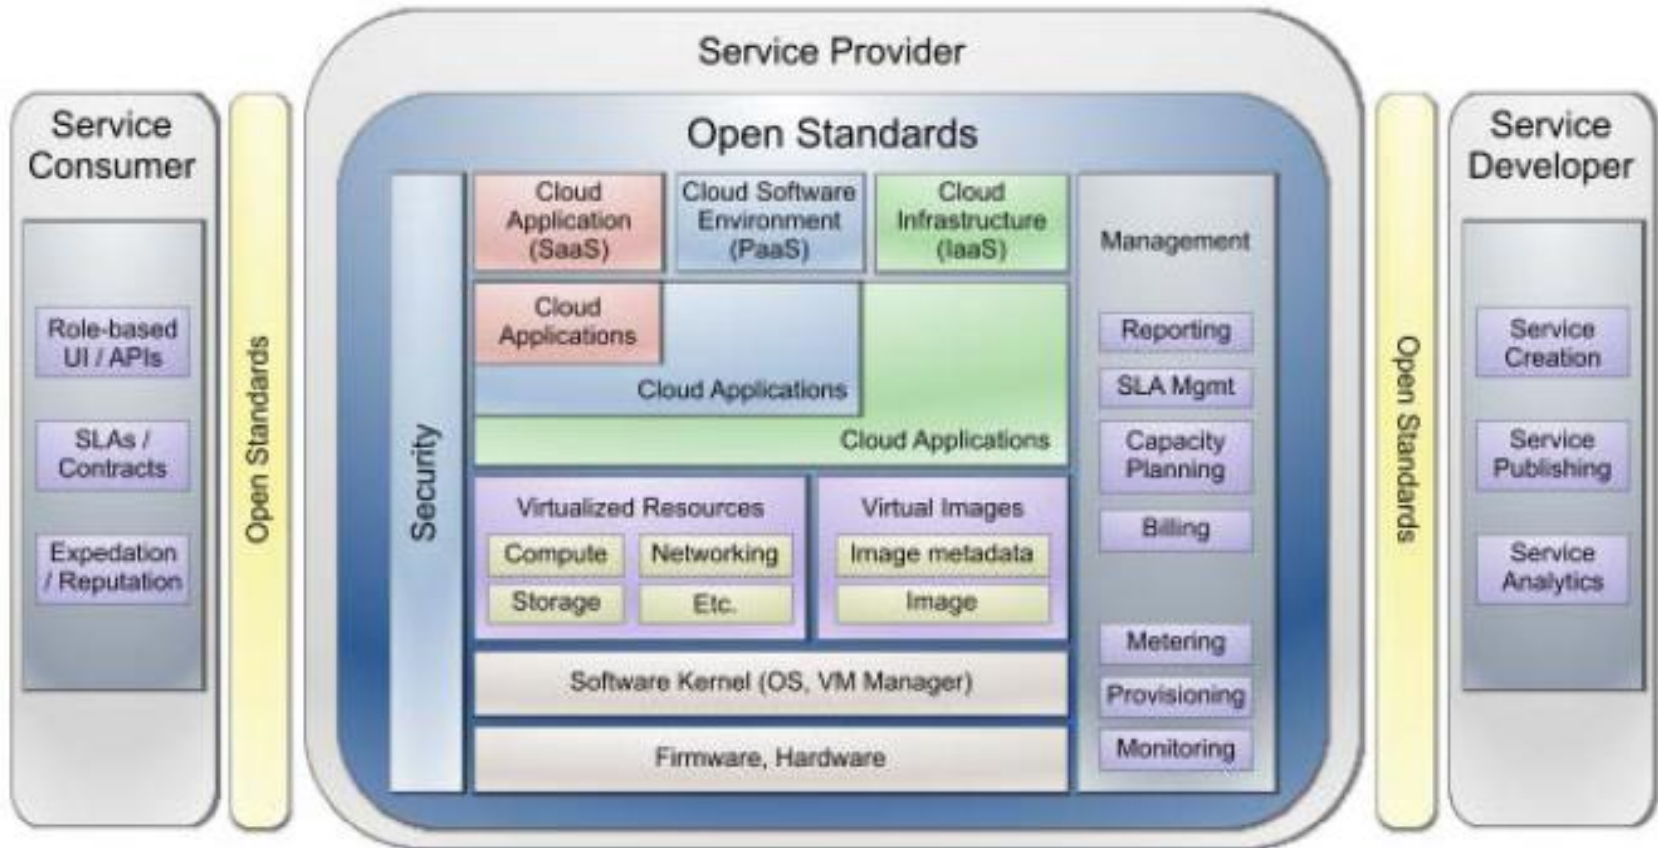 Service Provider
Service
Consumer
Role-based
UI / APIs
SLAs /
Contracts
Expedation
/ Reputation
Open Standards
Open Standards
Security
Cloud
Application
(SaaS)
Cloud Software
Environment
(PaaS)
Cloud
Infrastructure
(IaaS)
Cloud
Applications
Cloud Applications
Cloud Applications
Virtualized Resources
Compute
Networking
Storage
Etc.
Virtual Images
Image metadata
Image
Software Kernel (OS, VM Manager)
Firmware, Hardware
Management
Reporting
SLA Mgmt
Capacity
Planning
Billing
Metering
Provisioning
Monitoring
Open Standards
Service
Developer
Service
Creation
Service
Publishing
Service
Analytics